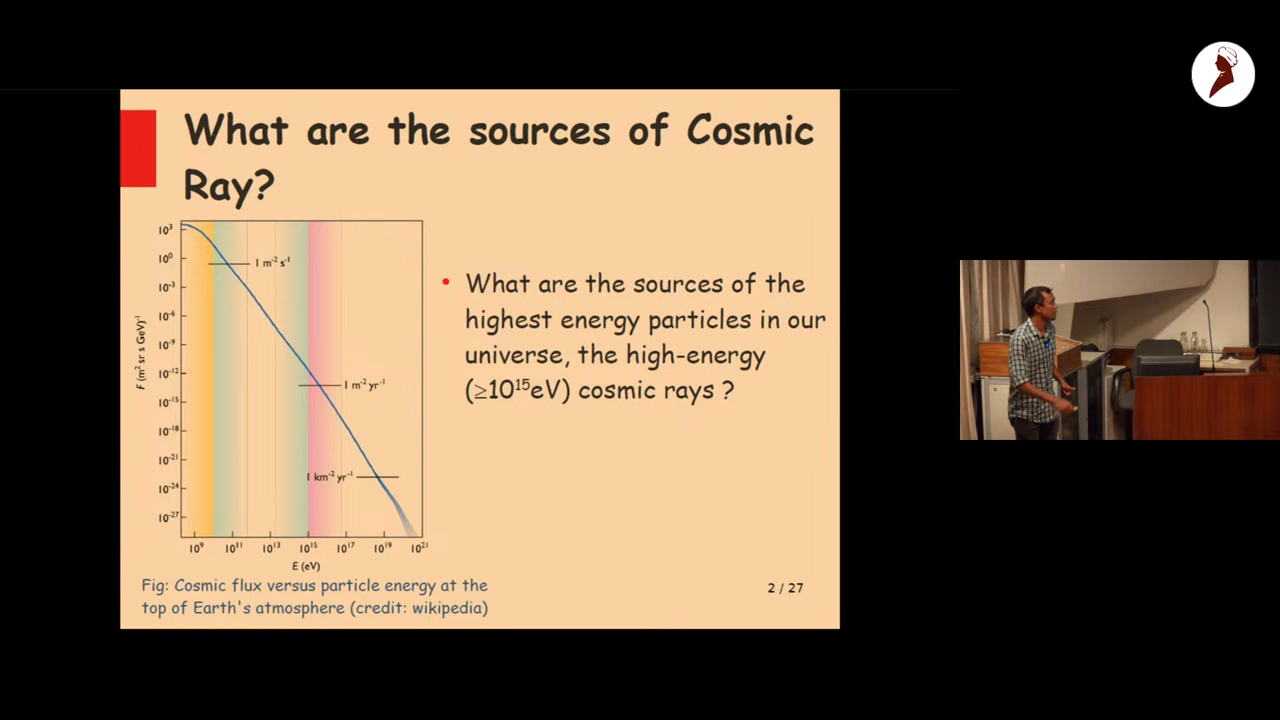 What are the sources of Cosmic
Ray?
10³
10⁰
10⁻³
10⁻⁶
10⁻⁹
10⁻¹²
10⁻¹⁵
10⁻¹⁸
10⁻²¹
10⁻²⁴
10⁻²⁷
F (m² sr s GeV)⁻¹
1 m⁻² s⁻¹
1 m⁻² yr⁻¹
1 km⁻² yr⁻¹
10⁹ 10¹¹ 10¹³ 10¹⁵ 10¹⁷ 10¹⁹ 10²¹
E (eV)
• What are the sources of the
highest energy particles in our
universe, the high-energy
(≥10¹⁵eV) cosmic rays ?
Fig: Cosmic flux versus particle energy at the
top of Earth's atmosphere (credit: wikipedia)
2 / 27